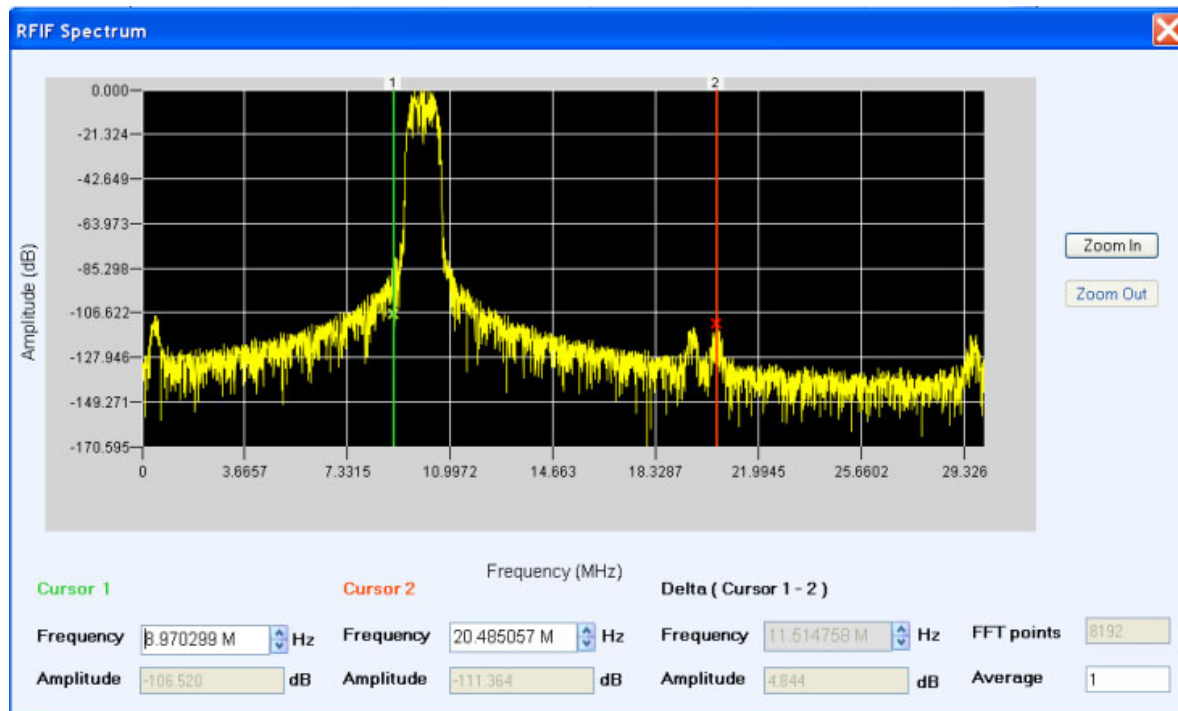 RFIF Spectrum
1
2
0.000
-21.324
-42.649
-63.973
-85.298
-106.622
-127.946
-149.271
-170.595
Amplitude (dB)
0
3.6657
7.3315
10.9972
14.663
18.3287
21.9945
25.6602
29.326
Frequency (MHz)
Zoom In
Zoom Out
Cursor 1
Cursor 2
Delta ( Cursor 1 - 2 )
Frequency 8.970299 M Hz Frequency 20.485057 M Hz Frequency 11.514758 M Hz FFT points 8192
Amplitude -106.520 dB Amplitude -111.364 dB Amplitude 4.844 dB Average 1